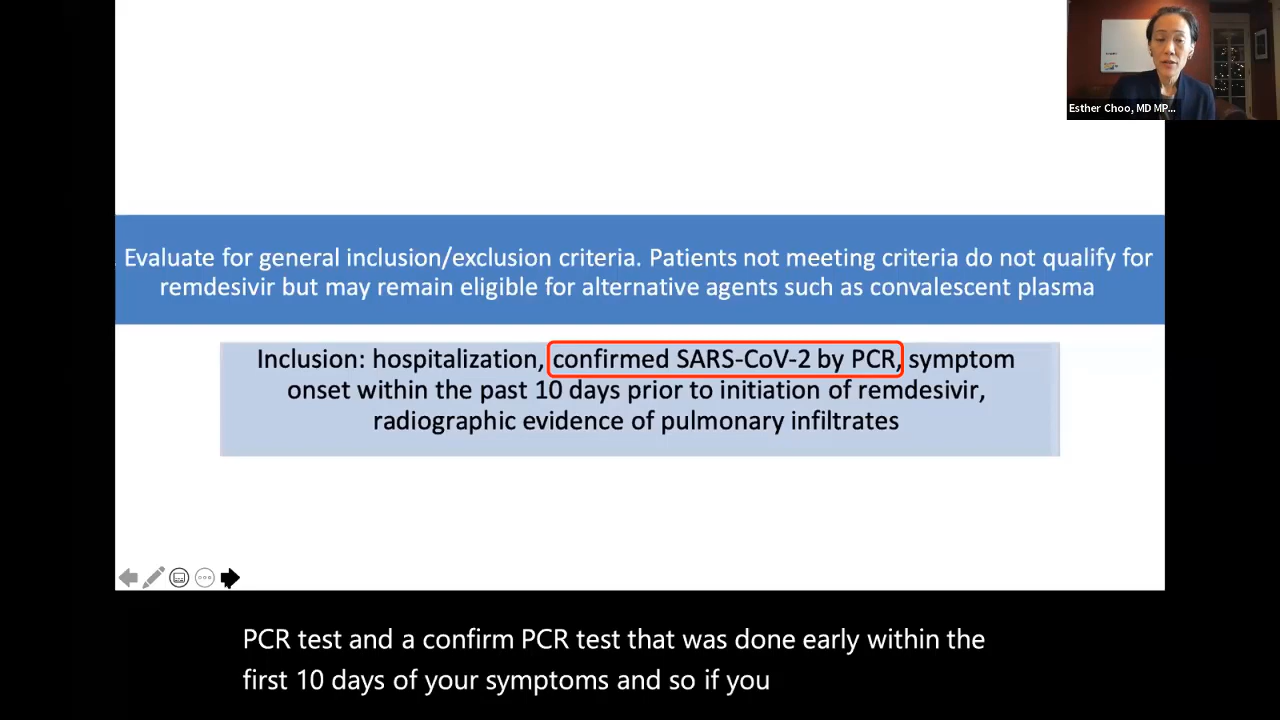 Esther Choo, MD MP...
. Evaluate for general inclusion/exclusion criteria. Patients not meeting criteria do not qualify for
remdesivir but may remain eligible for alternative agents such as convalescent plasma
Inclusion: hospitalization, confirmed SARS-CoV-2 by PCR, symptom
onset within the past 10 days prior to initiation of remdesivir,
radiographic evidence of pulmonary infiltrates
PCR test and a confirm PCR test that was done early within the
first 10 days of your symptoms and so if you